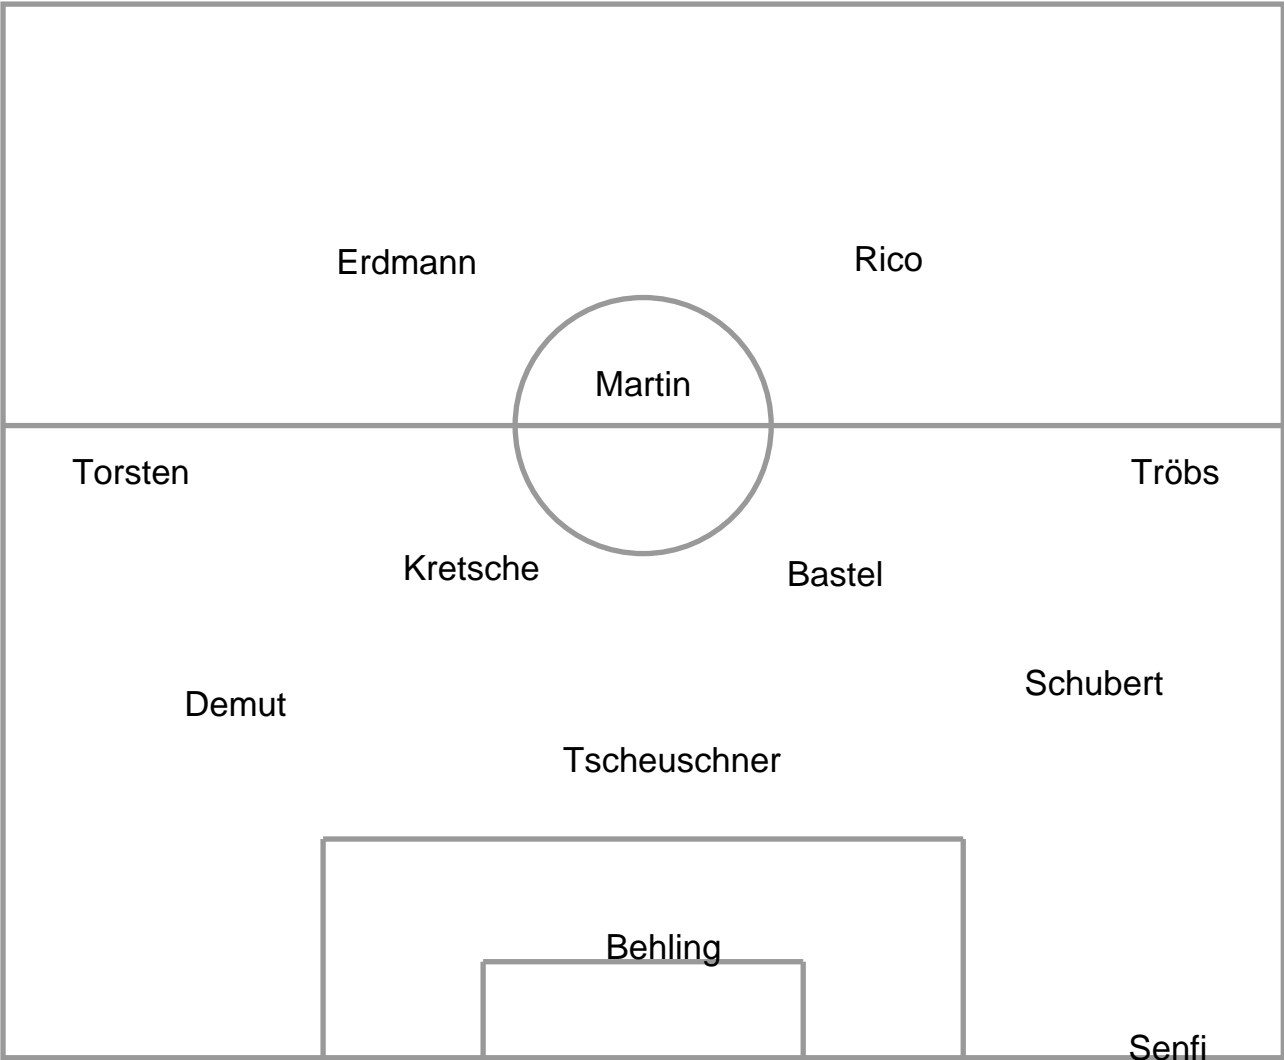 Erdmann
Rico
Martin
Torsten
Tröbs
Kretsche
Bastel
Schubert
Demut
Tscheuschner
Behling
Senfi